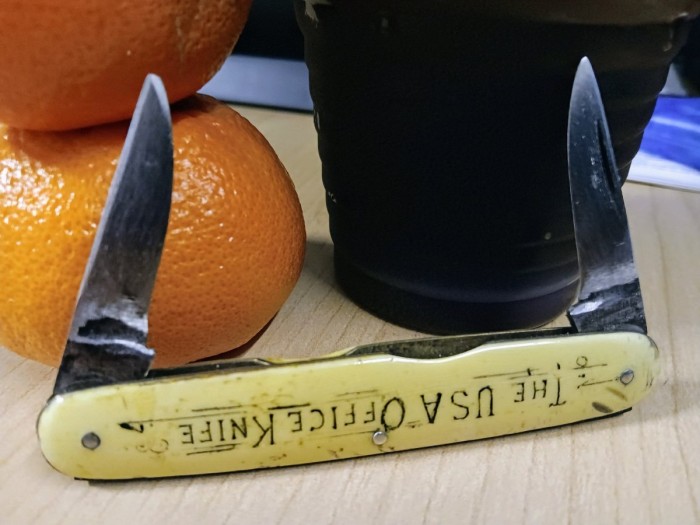 THE USA OFFICE KNIFE